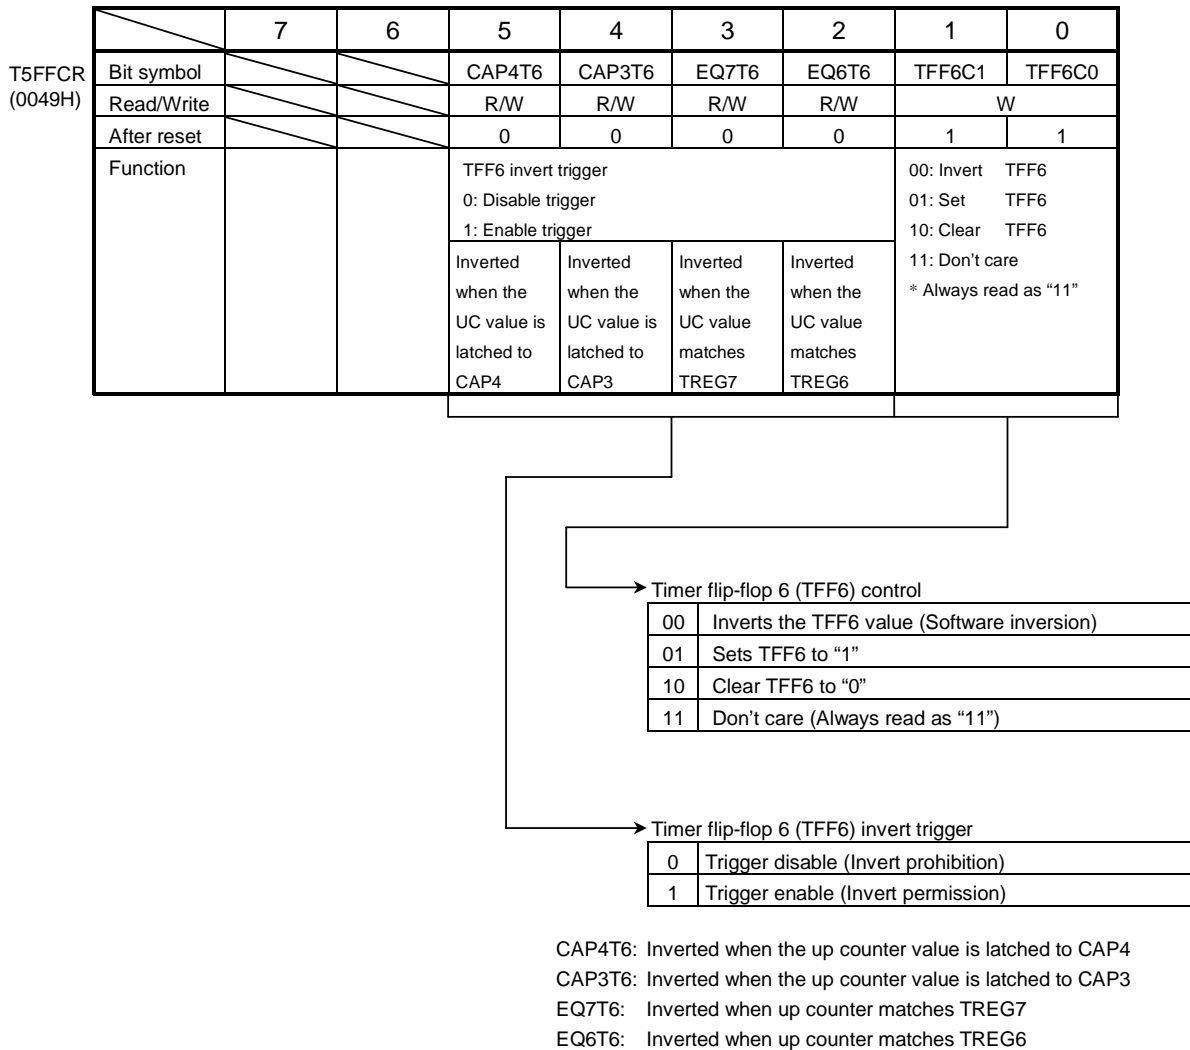 7 6 5 4 3 2 1 0
T5FFCR (0049H)
Bit symbol CAP4T6 CAP3T6 EQ7T6 EQ6T6 TFF6C1 TFF6C0
Read/Write R/W R/W R/W R/W W
After reset 0 0 0 0 1 1
Function
TFF6 invert trigger
0: Disable trigger
1: Enable trigger
Inverted when the UC value is latched to CAP4
Inverted when the UC value is latched to CAP3
Inverted when the UC value matches TREG7
Inverted when the UC value matches TREG6
00: Invert TFF6
01: Set TFF6
10: Clear TFF6
11: Don’t care
* Always read as “11”
Timer flip-flop 6 (TFF6) control
00 Inverts the TFF6 value (Software inversion)
01 Sets TFF6 to “1”
10 Clear TFF6 to “0”
11 Don’t care (Always read as “11”)
Timer flip-flop 6 (TFF6) invert trigger
0 Trigger disable (Invert prohibition)
1 Trigger enable (Invert permission)
CAP4T6: Inverted when the up counter value is latched to CAP4
CAP3T6: Inverted when the up counter value is latched to CAP3
EQ7T6: Inverted when up counter matches TREG7
EQ6T6: Inverted when up counter matches TREG6